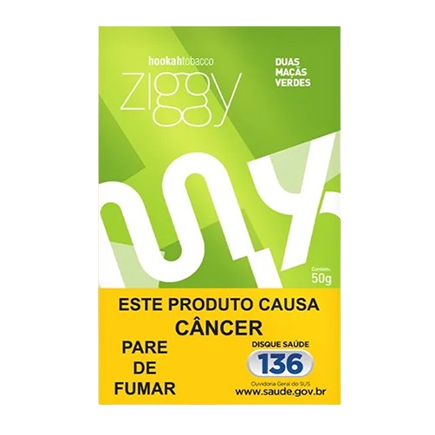 hookahtobacco
ziggy
DUAS
MAÇÃS
VERDES
MY
Contém:
50g
ESTE PRODUTO CAUSA
CÂNCER
PARE
DE
FUMAR
DISQUE SAÚDE
136
Ouvidoria Geral do SUS
www.saude.gov.br